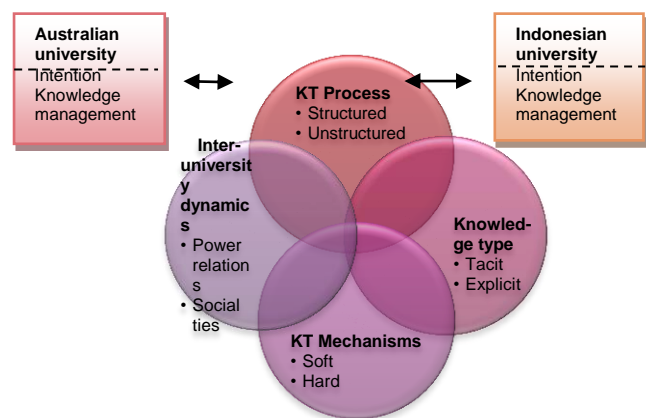 Australian
university
Intention
Knowledge
management
Indonesian
university
Intention
Knowledge
management
KT Process
• Structured
• Unstructured
Inter-
universit
y
dynamic
s
• Power
relation
s
• Social
ties
Knowled-
ge type
• Tacit
• Explicit
KT Mechanisms
• Soft
• Hard